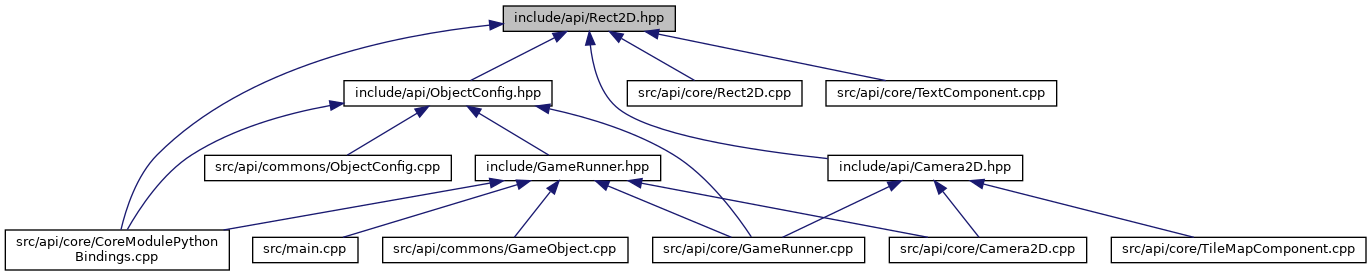 include/api/Rect2D.hpp
include/api/ObjectConfig.hpp
src/api/core/Rect2D.cpp
src/api/core/TextComponent.cpp
src/api/commons/ObjectConfig.cpp
include/GameRunner.hpp
include/api/Camera2D.hpp
src/api/core/CoreModulePython
Bindings.cpp
src/main.cpp
src/api/commons/GameObject.cpp
src/api/core/GameRunner.cpp
src/api/core/Camera2D.cpp
src/api/core/TileMapComponent.cpp